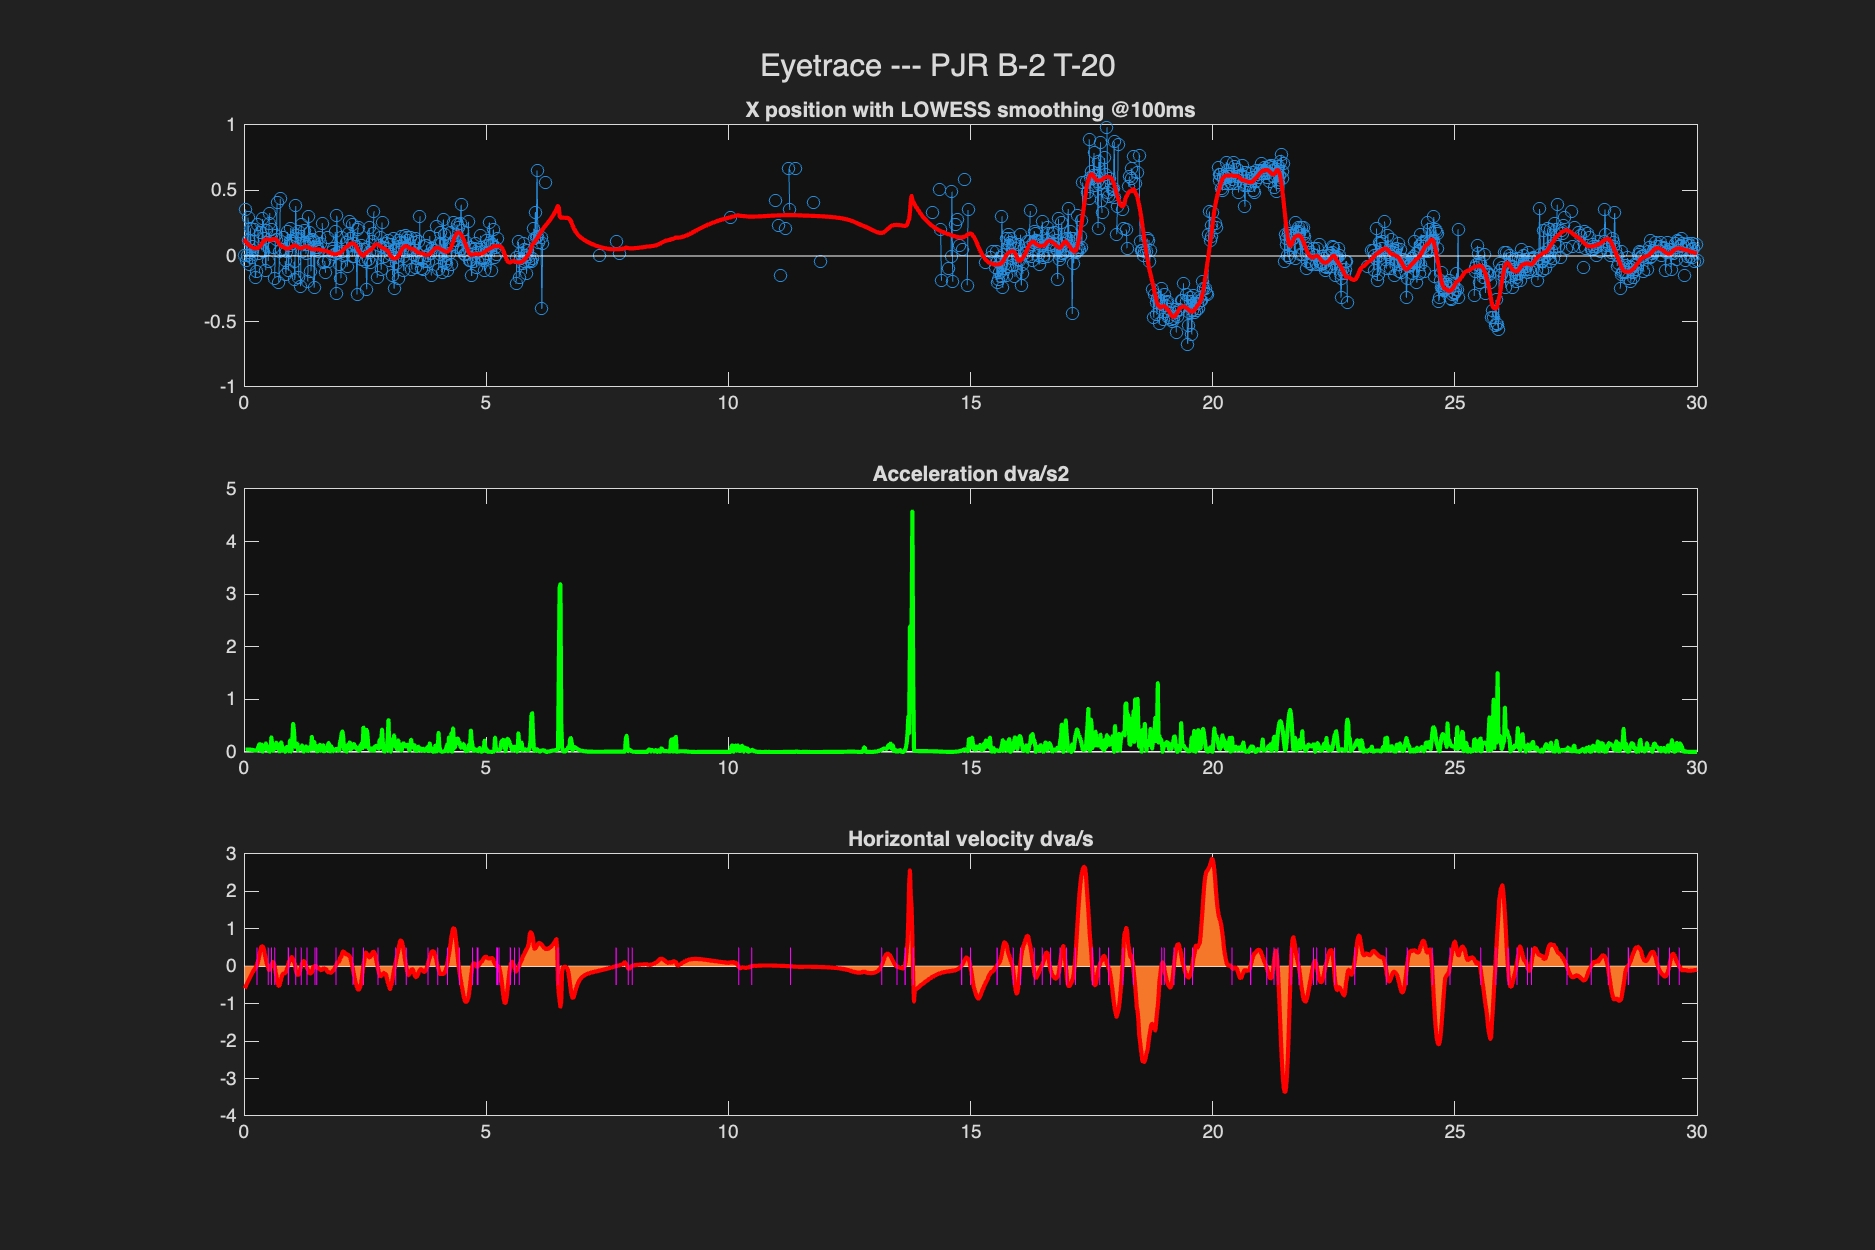 Eyetrace --- PJR B-2 T-20
X position with LOWESS smoothing @100ms
1
0.5
0
-0.5
-1
0 5 10 15 20 25 30
Acceleration dva/s2
5
4
3
2
1
0
0 5 10 15 20 25 30
Horizontal velocity dva/s
3
2
1
0
-1
-2
-3
-4
0 5 10 15 20 25 30